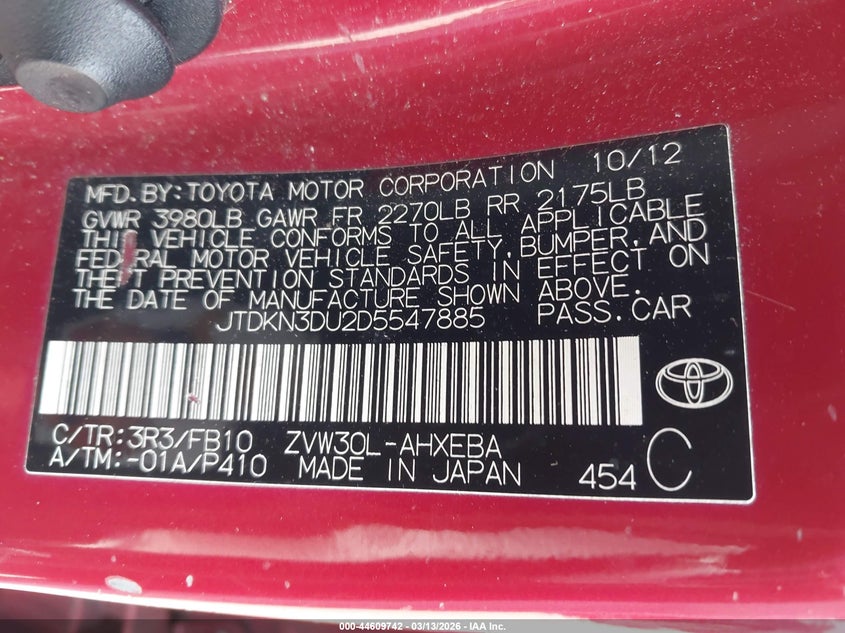 MFD.BY:TOYOTA MOTOR CORPORATION 10/12
GVWR 3980LB GAWR FR 2270LB RR 2175LB
THIS VEHICLE CONFORMS TO ALL APPLICABLE
FEDERAL MOTOR VEHICLE SAFETY,BUMPER,AND
THEFT PREVENTION STANDARDS IN EFFECT ON
THE DATE OF MANUFACTURE SHOWN ABOVE.
JTDKN3DU2D5547885 PASS.CAR
C/TR:3R3/FB10 ZVW30L-AHXEBA
A/TM:-01A/P410 MADE IN JAPAN 454 C
000-44609742 - 03/13/2026 - IAA Inc.